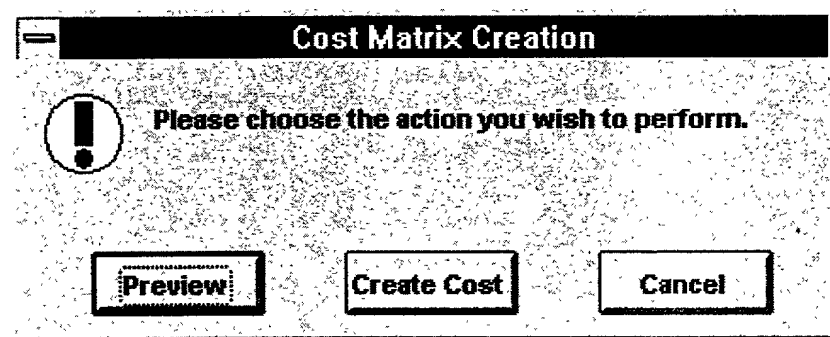 Cost Matrix Creation
Please choose the action you wish to perform.
Preview Create Cost Cancel